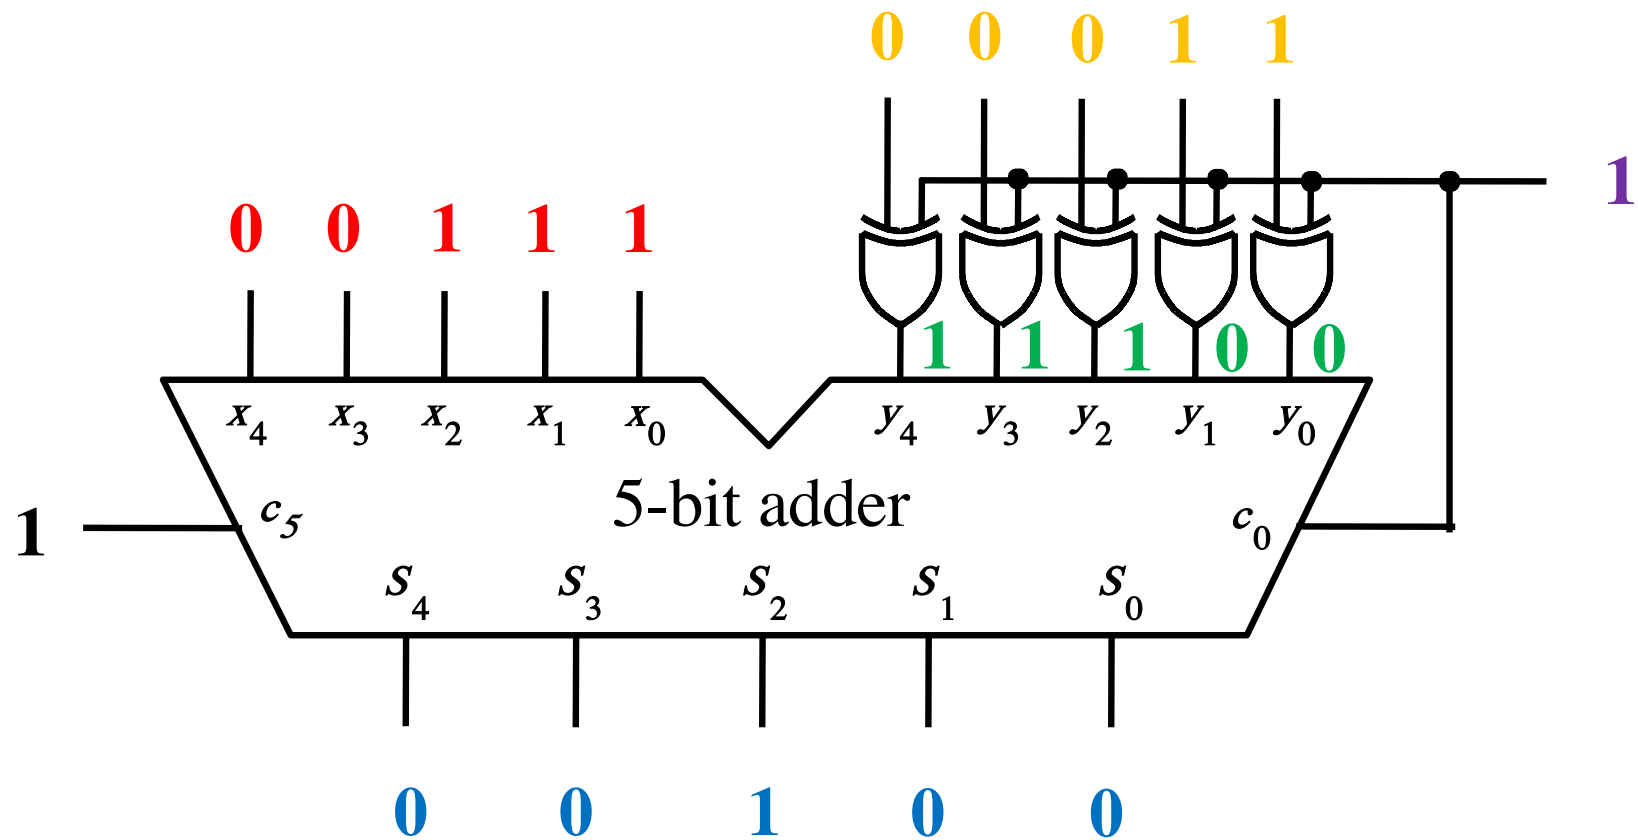 0 0 0 1 1
1
0 0 1 1 1
1 1 1 0 0
x4 x3 x2 x1 x0 y4 y3 y2 y1 y0
5-bit adder
1 c5 c0
S4 S3 S2 S1 S0
0 0 1 0 0